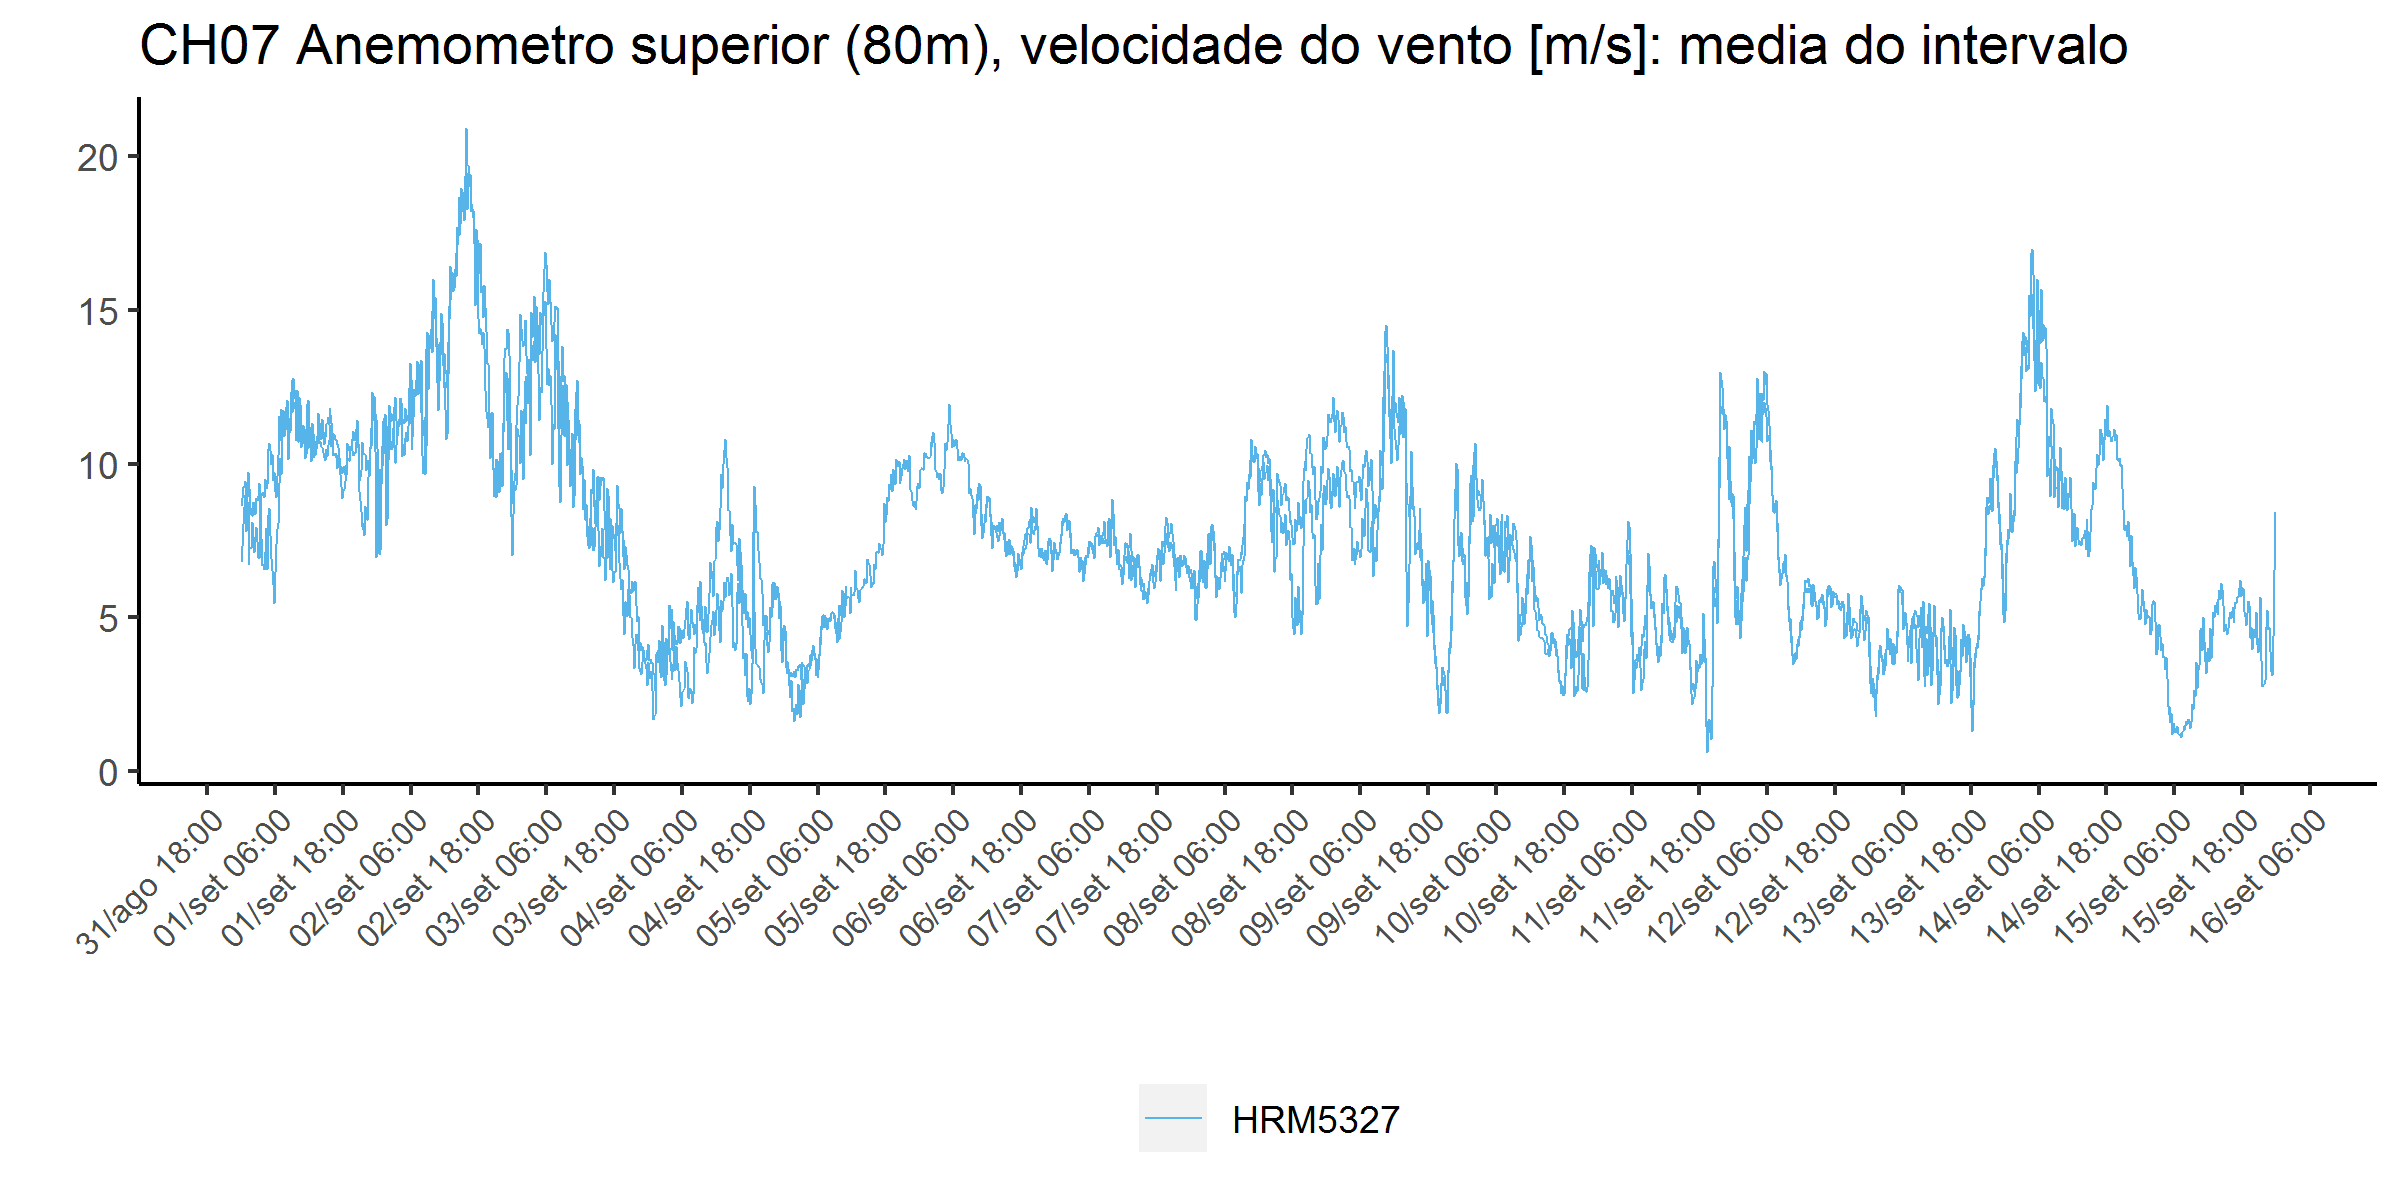 CH07 Anemometro superior (80m), velocidade do vento [m/s]: media do intervalo
20
15
10
5
0
31/ago 18:00
01/set 06:00
01/set 18:00
02/set 06:00
02/set 18:00
03/set 06:00
03/set 18:00
04/set 06:00
04/set 18:00
05/set 06:00
05/set 18:00
06/set 06:00
06/set 18:00
07/set 06:00
07/set 18:00
08/set 06:00
08/set 18:00
09/set 06:00
09/set 18:00
10/set 06:00
10/set 18:00
11/set 06:00
11/set 18:00
12/set 06:00
12/set 18:00
13/set 06:00
13/set 18:00
14/set 06:00
14/set 18:00
15/set 06:00
15/set 18:00
16/set 06:00
HRM5327